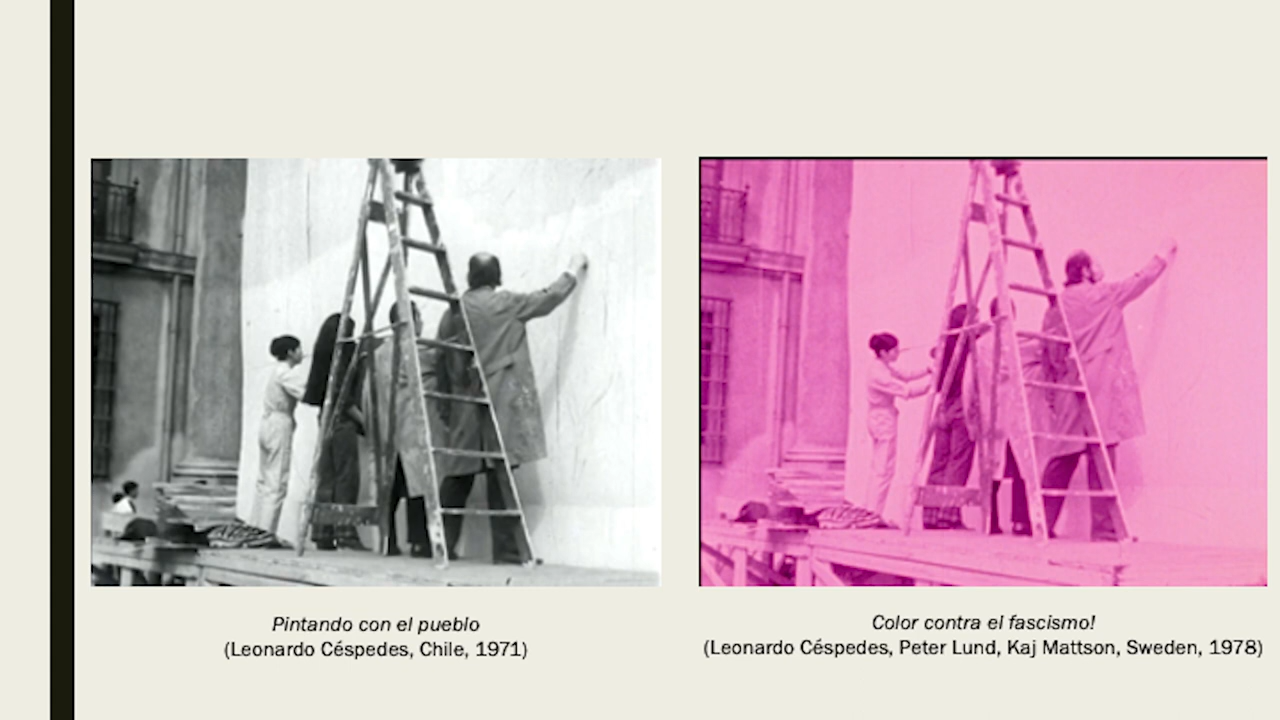 Pintando con el pueblo
(Leonardo Céspedes, Chile, 1971)
Color contra el fascismo!
(Leonardo Céspedes, Peter Lund, Kaj Mattson, Sweden, 1978)